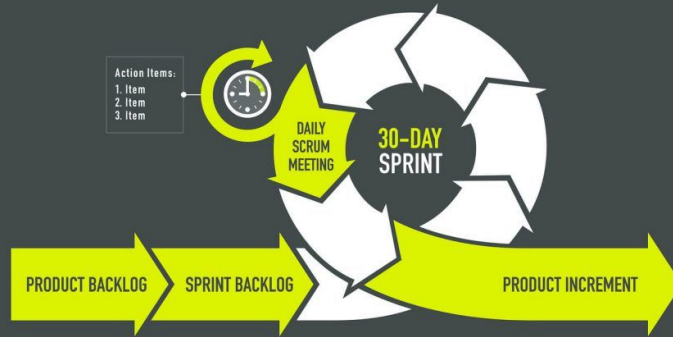 Action Items:
1. Item
2. Item
3. Item
DAILY
SCRUM
MEETING
30-DAY
SPRINT
PRODUCT BACKLOG
SPRINT BACKLOG
PRODUCT INCREMENT